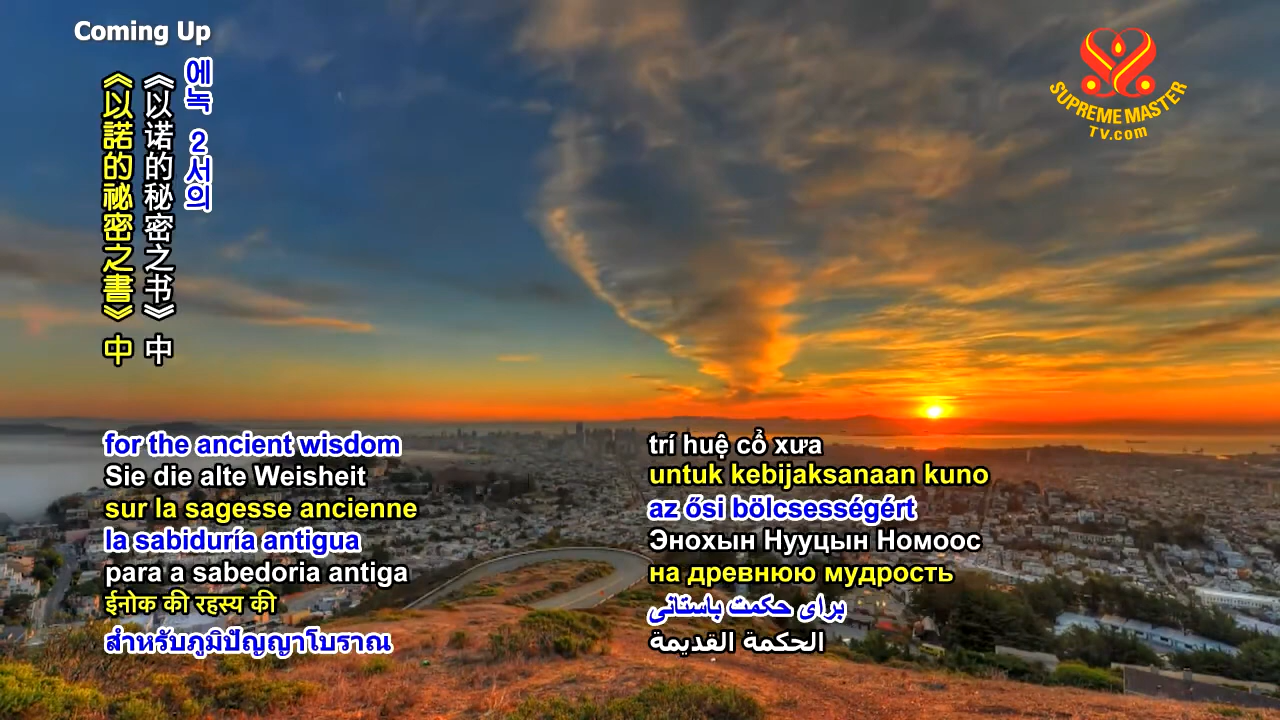 Coming Up
SUPREME MASTER
TV.com
《以諾的祕密之書》中
《以诺的秘密之书》中
에녹 2서의
for the ancient wisdom
Sie die alte Weisheit
sur la sagesse ancienne
la sabiduría antigua
para a sabedoria antiga
ईनोक की रहस्य की
สำหรับภูมิปัญญาโบราณ
trí huệ cổ xưa
untuk kebijaksanaan kuno
az ősi bölcsességért
Энохын Нууцын Номоос
на древнюю мудрость
برای حکمت باستانی
الحكمة القديمة